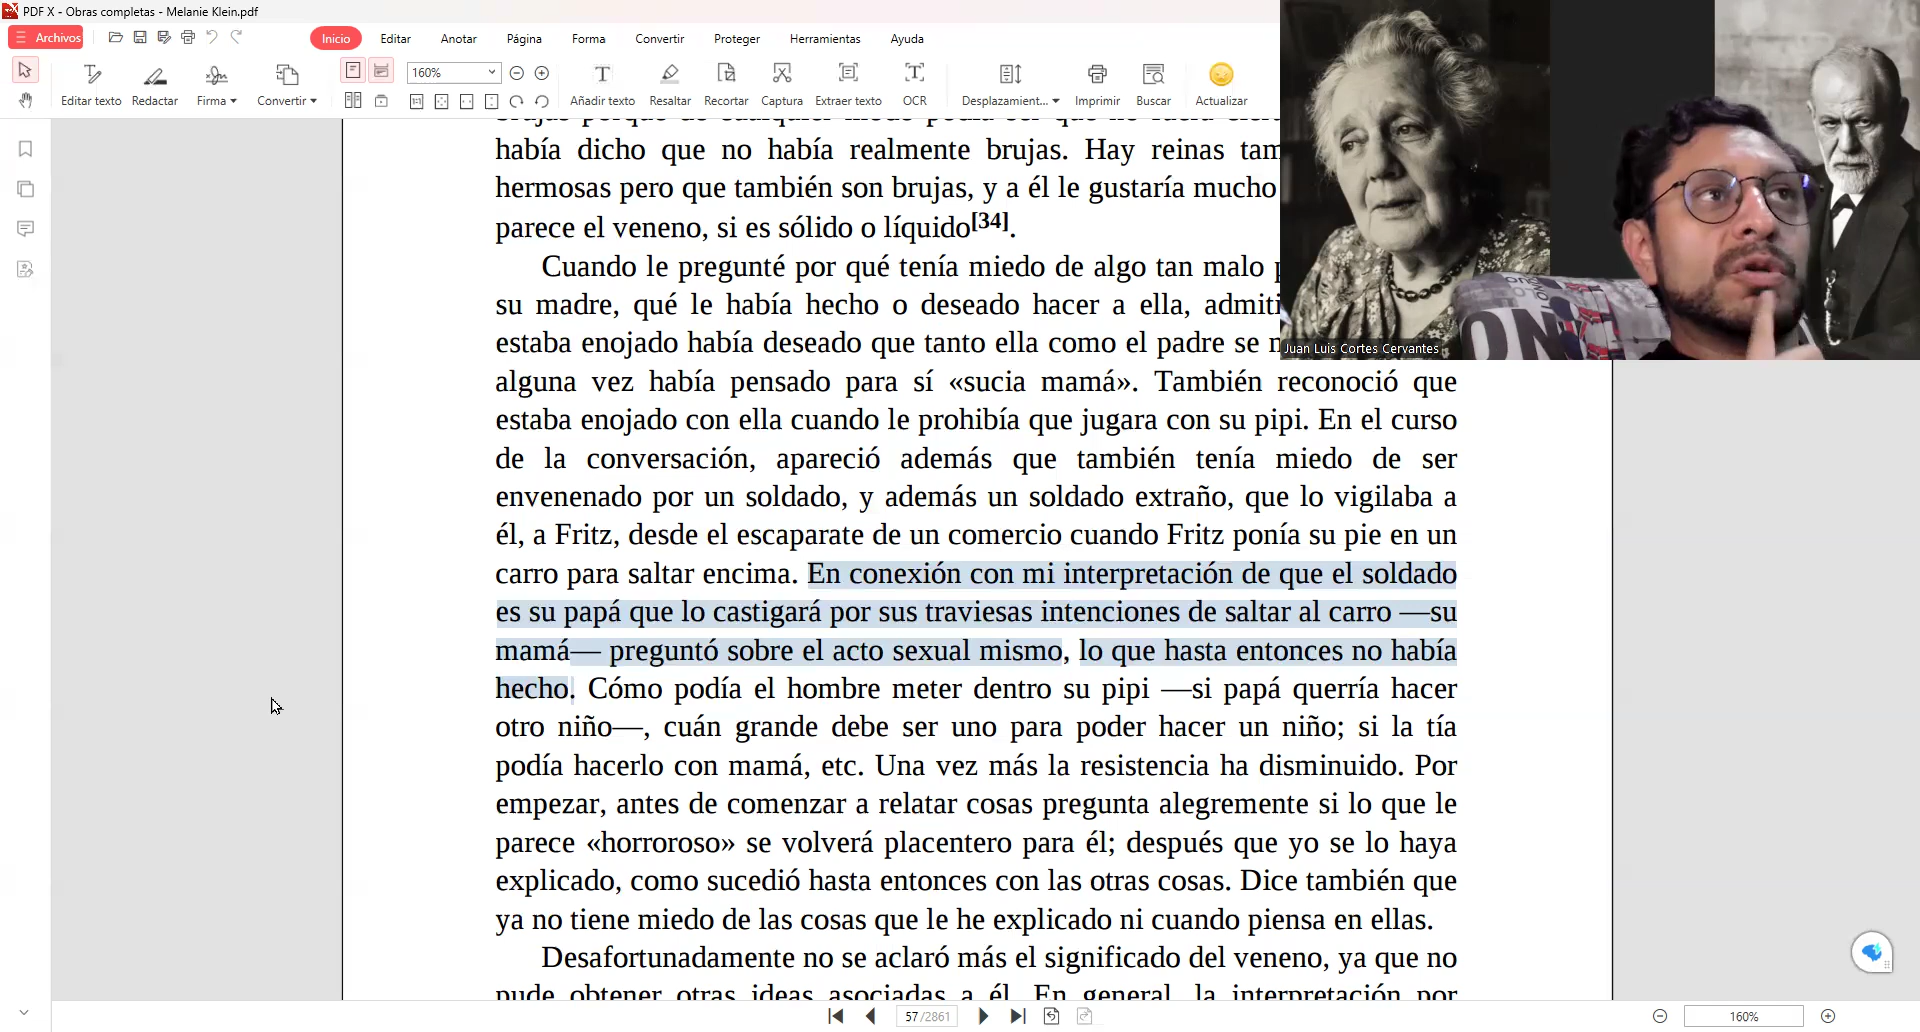 PDF X - Obras completas - Melanie Klein.pdf
Archivos
Inicio
Editar
Anotar
Página
Forma
Convertir
Proteger
Herramientas
Ayuda
160%
Editar texto
Redactar
Firma
Convertir
Añadir texto
Resaltar
Recortar
Captura
Extraer texto
OCR
Desplazamient...
Imprimir
Buscar
Actualizar
había dicho que no había realmente brujas. Hay reinas tam
hermosas pero que también son brujas, y a él le gustaría mucho
parece el veneno, si es sólido o líquido[34].
Cuando le pregunté por qué tenía miedo de algo tan malo
su madre, qué le había hecho o deseado hacer a ella, admiti
estaba enojado había deseado que tanto ella como el padre se
alguna vez había pensado para sí «sucia mamá». También reconoció que
estaba enojado con ella cuando le prohibía que jugara con su pipi. En el curso
de la conversación, apareció además que también tenía miedo de ser
envenenado por un soldado, y además un soldado extraño, que lo vigilaba a
él, a Fritz, desde el escaparate de un comercio cuando Fritz ponía su pie en un
carro para saltar encima. En conexión con mi interpretación de que el soldado
es su papá que lo castigará por sus traviesas intenciones de saltar al carro —su
mamá— preguntó sobre el acto sexual mismo, lo que hasta entonces no había
hecho. Cómo podía el hombre meter dentro su pipi —si papá querría hacer
otro niño—, cuán grande debe ser uno para poder hacer un niño; si la tía
podía hacerlo con mamá, etc. Una vez más la resistencia ha disminuido. Por
empezar, antes de comenzar a relatar cosas pregunta alegremente si lo que le
parece «horroroso» se volverá placentero para él; después que yo se lo haya
explicado, como sucedió hasta entonces con las otras cosas. Dice también que
ya no tiene miedo de las cosas que le he explicado ni cuando piensa en ellas.
Desafortunadamente no se aclaró más el significado del veneno, ya que no
pude obtener otras ideas asociadas a él. En general, la interpretación por
Juan Luis Cortes Cervantes
57 /2861
160%